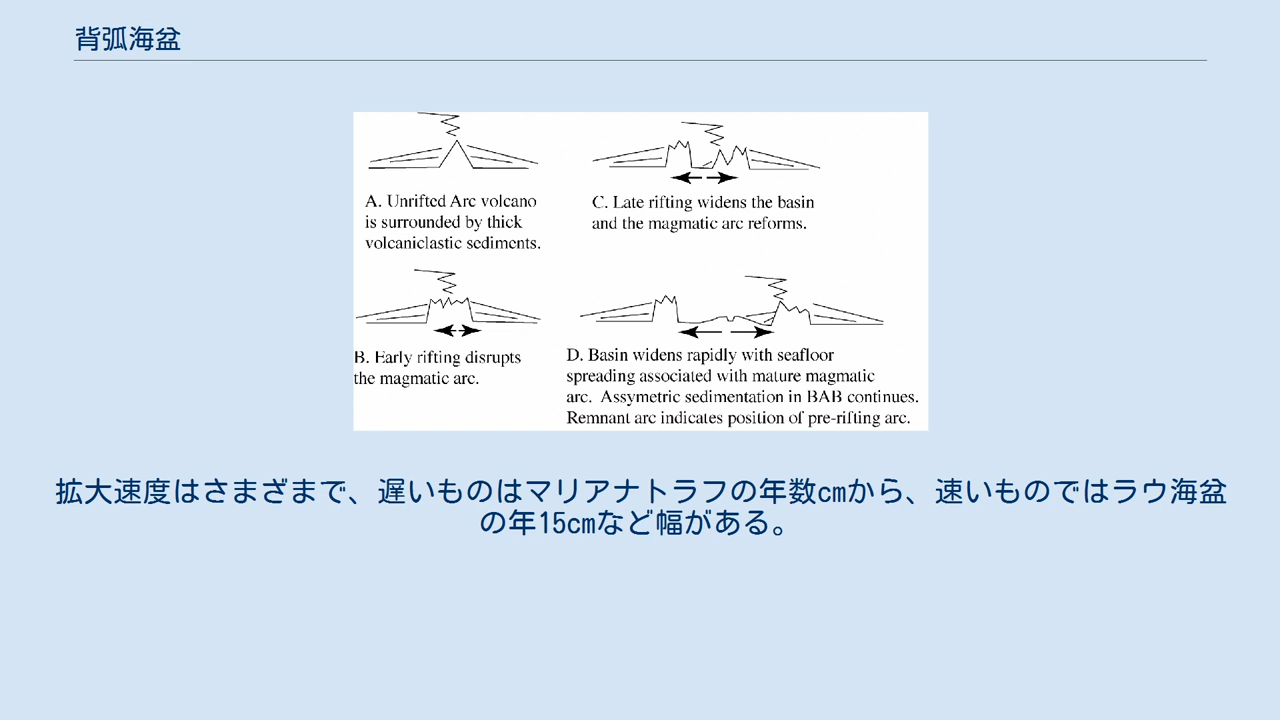 背弧海盆
A. Unrifted Arc volcano
is surrounded by thick
volcaniclastic sediments.
C. Late rifting widens the basin
and the magmatic arc reforms.
B. Early rifting disrupts
the magmatic arc.
D. Basin widens rapidly with seafloor
spreading associated with mature magmatic
arc. Assymetric sedimentation in BAB continues.
Remnant arc indicates position of pre-rifting arc.
拡大速度はさまざまで、遅いものはマリアナトラフの年数cmから、速いものではラウ海盆
の年15cmなど幅がある。